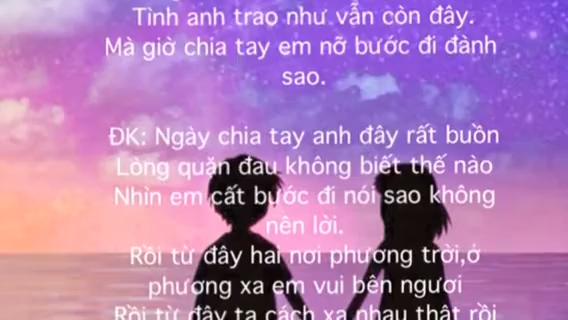 Tình anh trao như vẫn còn đây.
Mà giờ chia tay em nỡ bước đi đành
sao.
ĐK: Ngày chia tay anh đây rất buồn
Lòng quặn đau không biết thế nào
Nhìn em cất bước đi nói sao không
nên lời.
Rồi từ đây hai nơi phương trời,ở
phương xa em vui bên người
Rồi từ đây ta cách xa nhau thật rồi